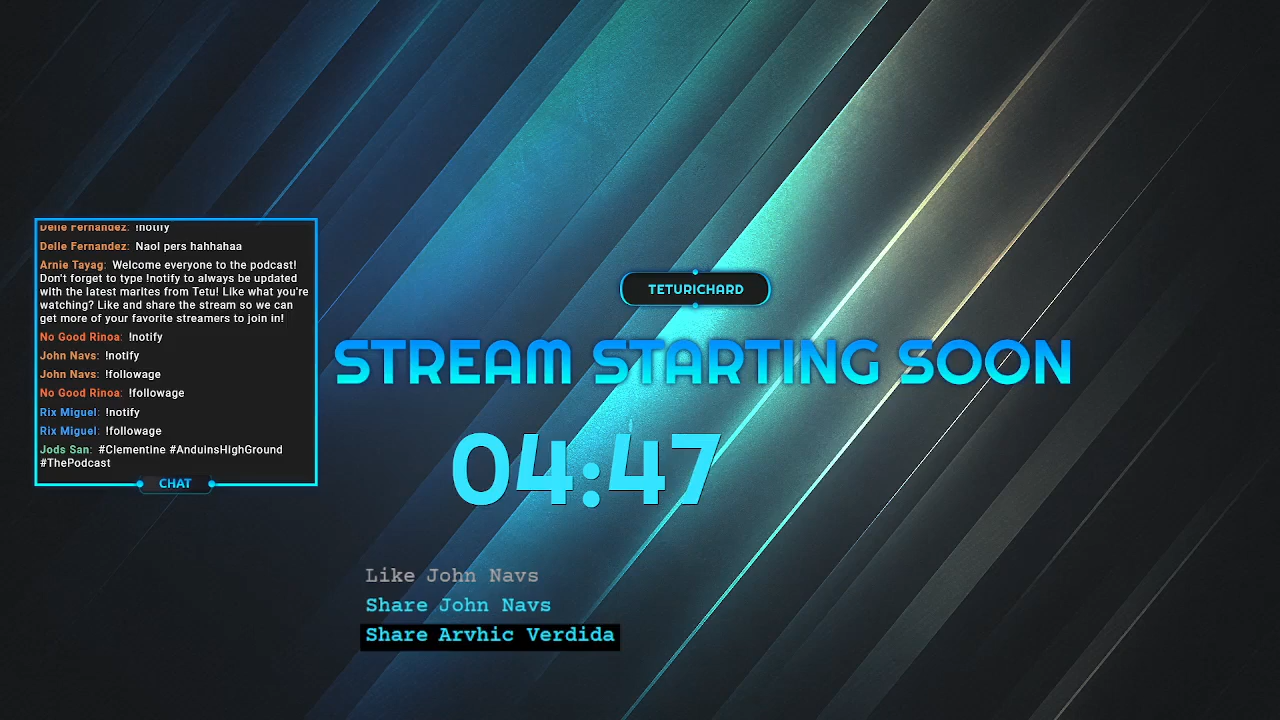 Delle Fernandez: !notify
Delle Fernandez: Naol pers hahhahaa
Arnie Tayag: Welcome everyone to the podcast!
Don't forget to type !notify to always be updated
with the latest marites from Tetu! Like what you're
watching? Like and share the stream so we can
get more of your favorite streamers to join in!
No Good Rinoa: !notify
John Navs: !notify
John Navs: !followage
No Good Rinoa: !followage
Rix Miguel: !notify
Rix Miguel: !followage
Jods San: #Clementine #AnduinsHighGround
#ThePodcast
CHAT
TETURICHARD
STREAM STARTING SOON
04:47
Like John Navs
Share John Navs
Share Arvhic Verdida